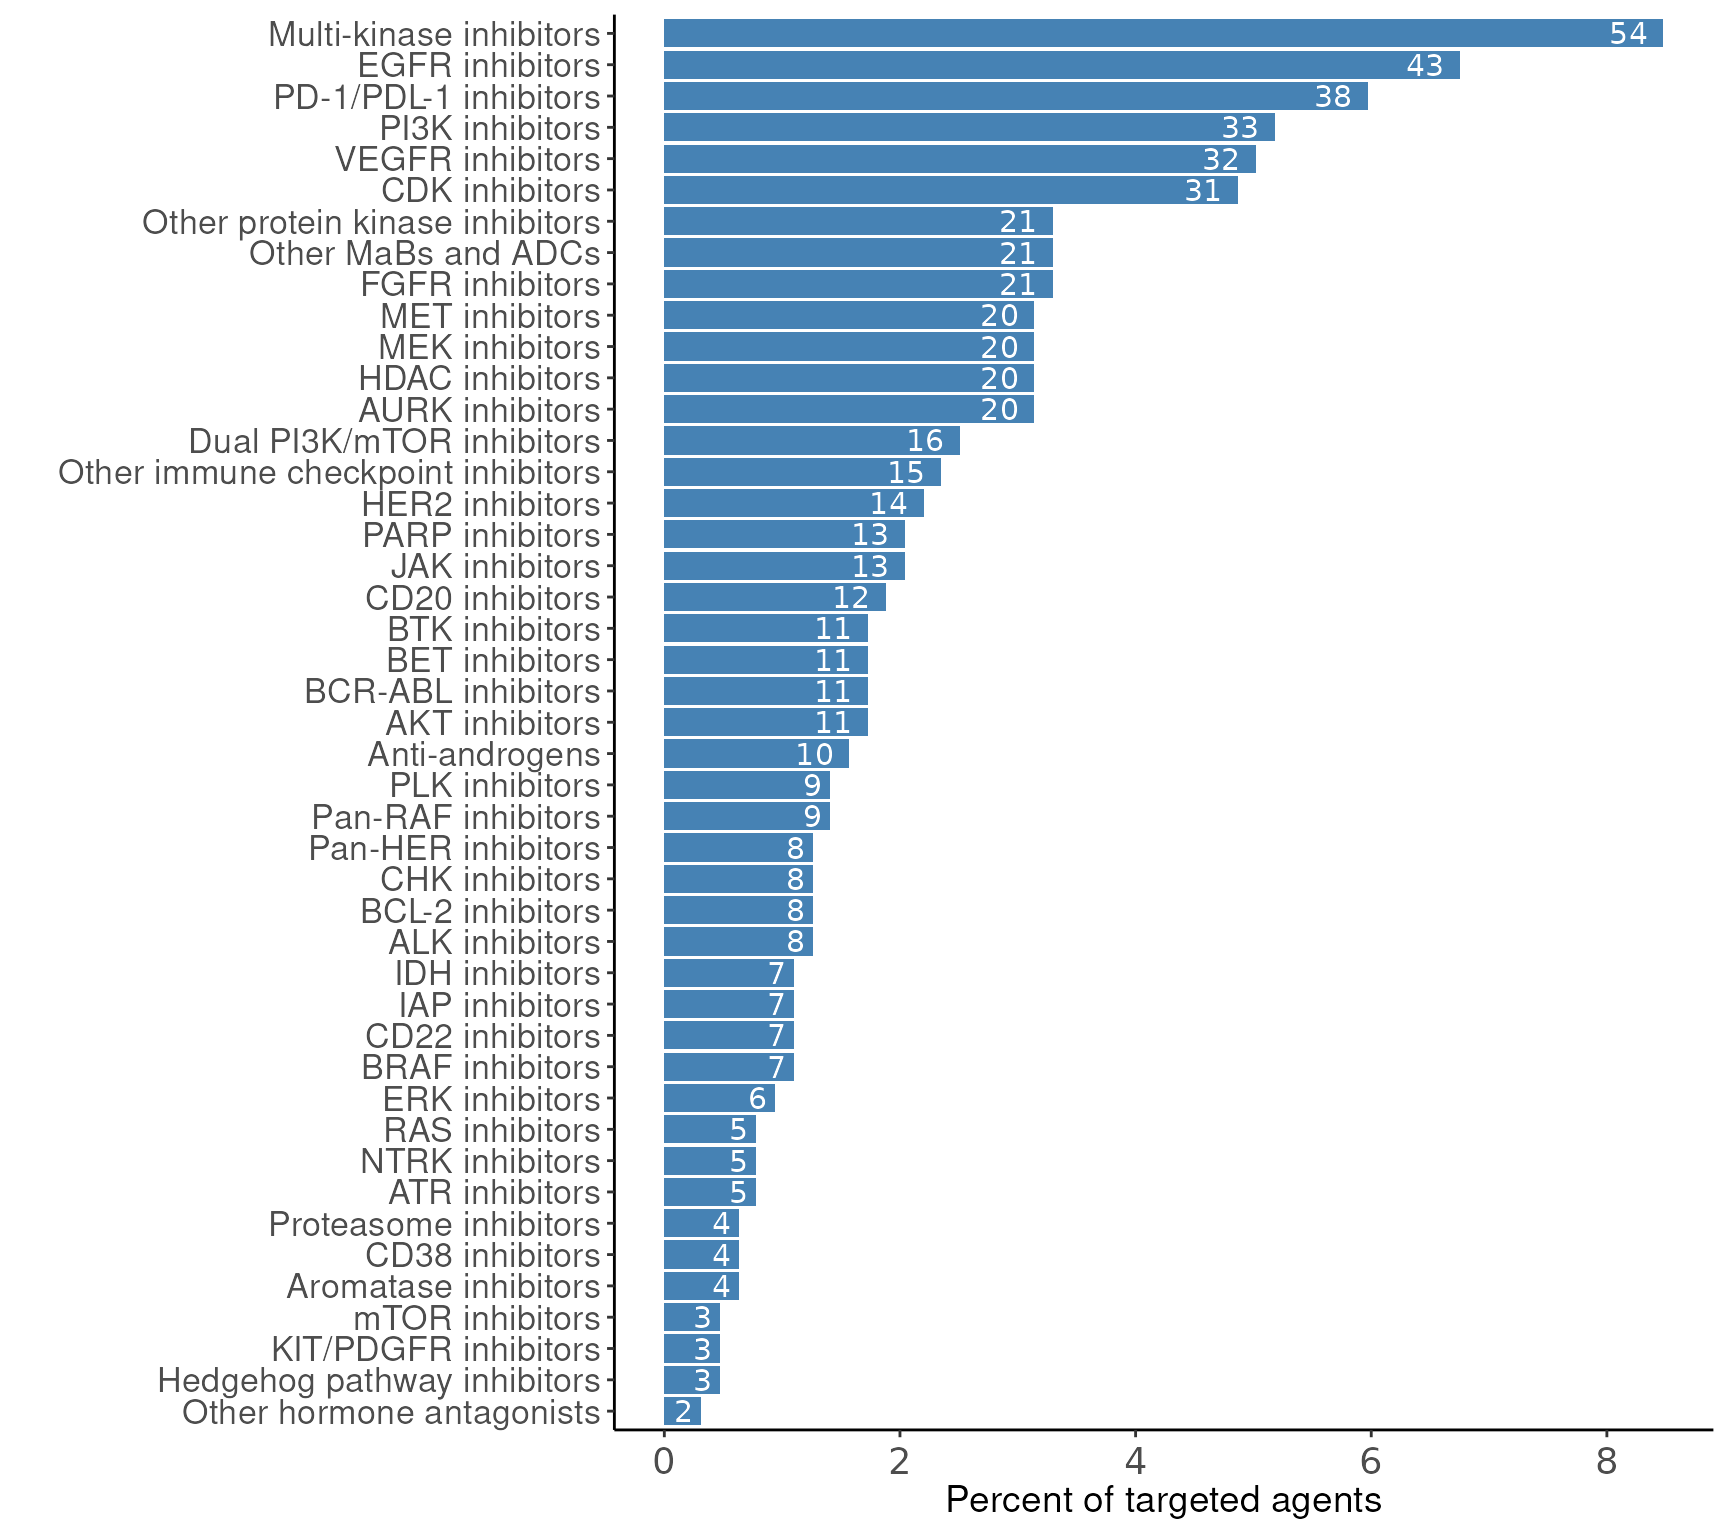 Multi-kinase inhibitors 54
EGFR inhibitors 43
PD-1/PDL-1 inhibitors 38
PI3K inhibitors 33
VEGFR inhibitors 32
CDK inhibitors 31
Other protein kinase inhibitors 21
Other MaBs and ADCs 21
FGFR inhibitors 21
MET inhibitors 20
MEK inhibitors 20
HDAC inhibitors 20
AURK inhibitors 20
Dual PI3K/mTOR inhibitors 16
Other immune checkpoint inhibitors 15
HER2 inhibitors 14
PARP inhibitors 13
JAK inhibitors 13
CD20 inhibitors 12
BTK inhibitors 11
BET inhibitors 11
BCR-ABL inhibitors 11
AKT inhibitors 11
Anti-androgens 10
PLK inhibitors 9
Pan-RAF inhibitors 9
Pan-HER inhibitors 8
CHK inhibitors 8
BCL-2 inhibitors 8
ALK inhibitors 8
IDH inhibitors 7
IAP inhibitors 7
CD22 inhibitors 7
BRAF inhibitors 7
ERK inhibitors 6
RAS inhibitors 5
NTRK inhibitors 5
ATR inhibitors 5
Proteasome inhibitors 4
CD38 inhibitors 4
Aromatase inhibitors 4
mTOR inhibitors 3
KIT/PDGFR inhibitors 3
Hedgehog pathway inhibitors 3
Other hormone antagonists 2
0 2 4 6 8
Percent of targeted agents